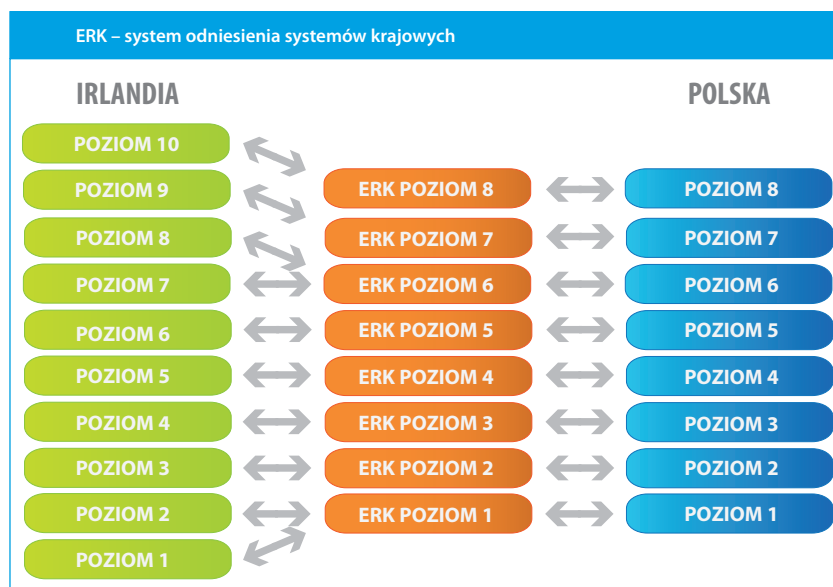 ERK – system odniesienia systemów krajowych
IRLANDIA
POLSKA
POZIOM 10
POZIOM 9
ERK POZIOM 8
POZIOM 8
POZIOM 8
ERK POZIOM 7
POZIOM 7
POZIOM 7
ERK POZIOM 6
POZIOM 6
POZIOM 6
ERK POZIOM 5
POZIOM 5
POZIOM 5
ERK POZIOM 4
POZIOM 4
POZIOM 4
ERK POZIOM 3
POZIOM 3
POZIOM 3
ERK POZIOM 2
POZIOM 2
POZIOM 2
ERK POZIOM 1
POZIOM 1
POZIOM 1